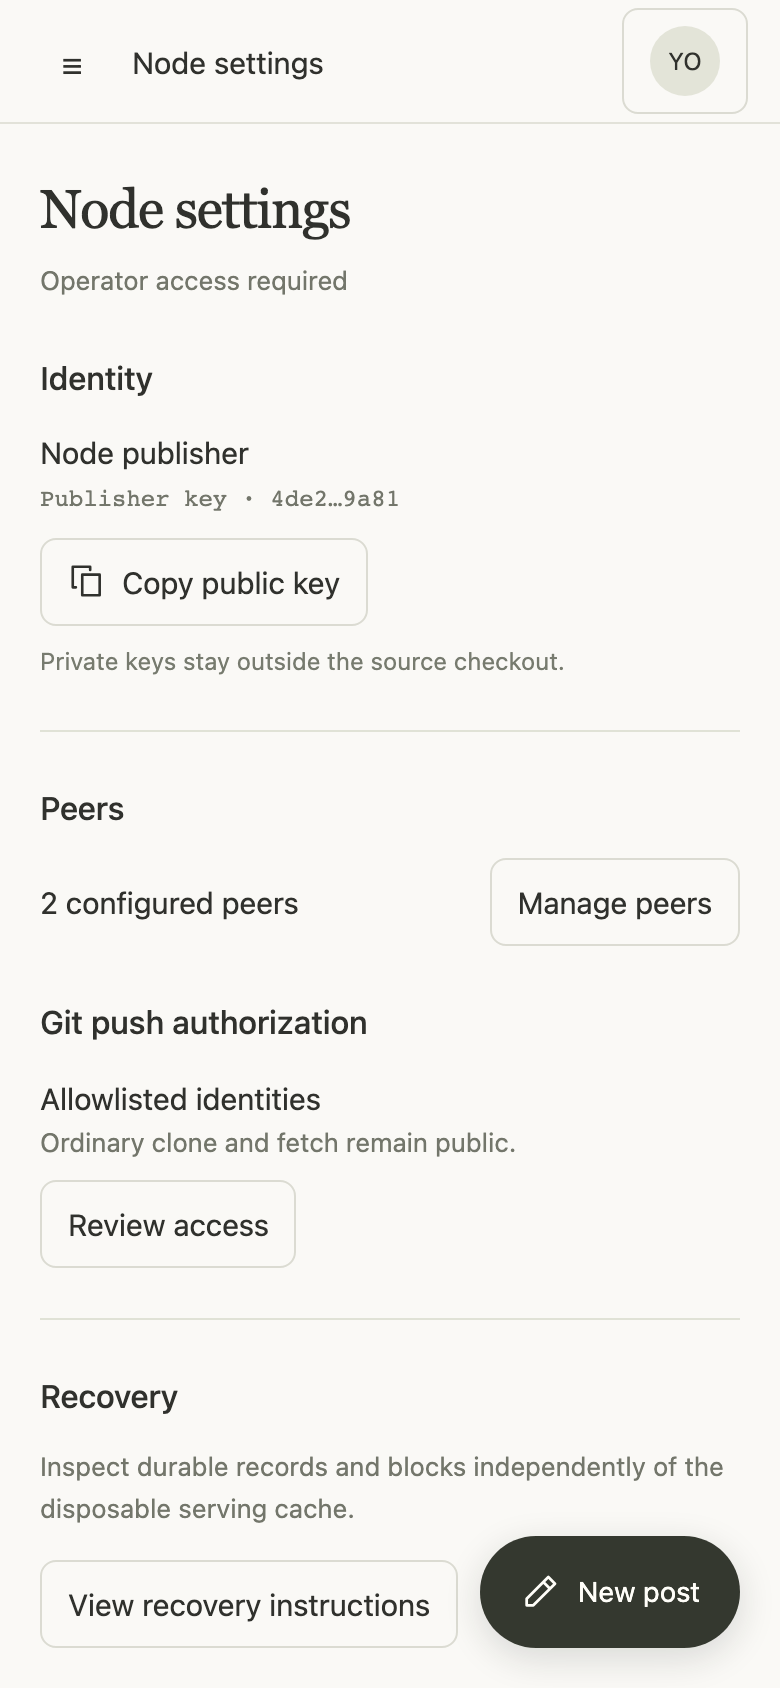 ≡ Node settings YO
Node settings
Operator access required
Identity
Node publisher
Publisher key · 4de2…9a81
Copy public key
Private keys stay outside the source checkout.
Peers
2 configured peers Manage peers
Git push authorization
Allowlisted identities
Ordinary clone and fetch remain public.
Review access
Recovery
Inspect durable records and blocks independently of the
disposable serving cache.
View recovery instructions New post